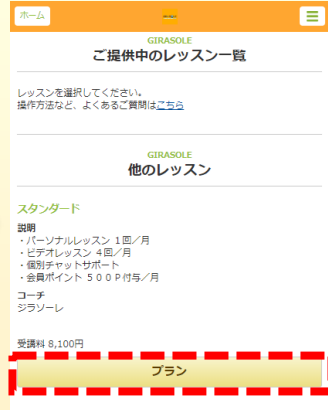 ホーム
GIRASOLE
ご提供中のレッスン一覧
レッスンを選択してください。
操作方法など、よくあるご質問はこちら
GIRASOLE
他のレッスン
スタンダード
説明
・パーソナルレッスン 1回／月
・ビデオレッスン 4回／月
・個別チャットサポート
・会員ポイント 500P付与／月
コーチ
ジラソーレ
受講料 8,100円
プラン